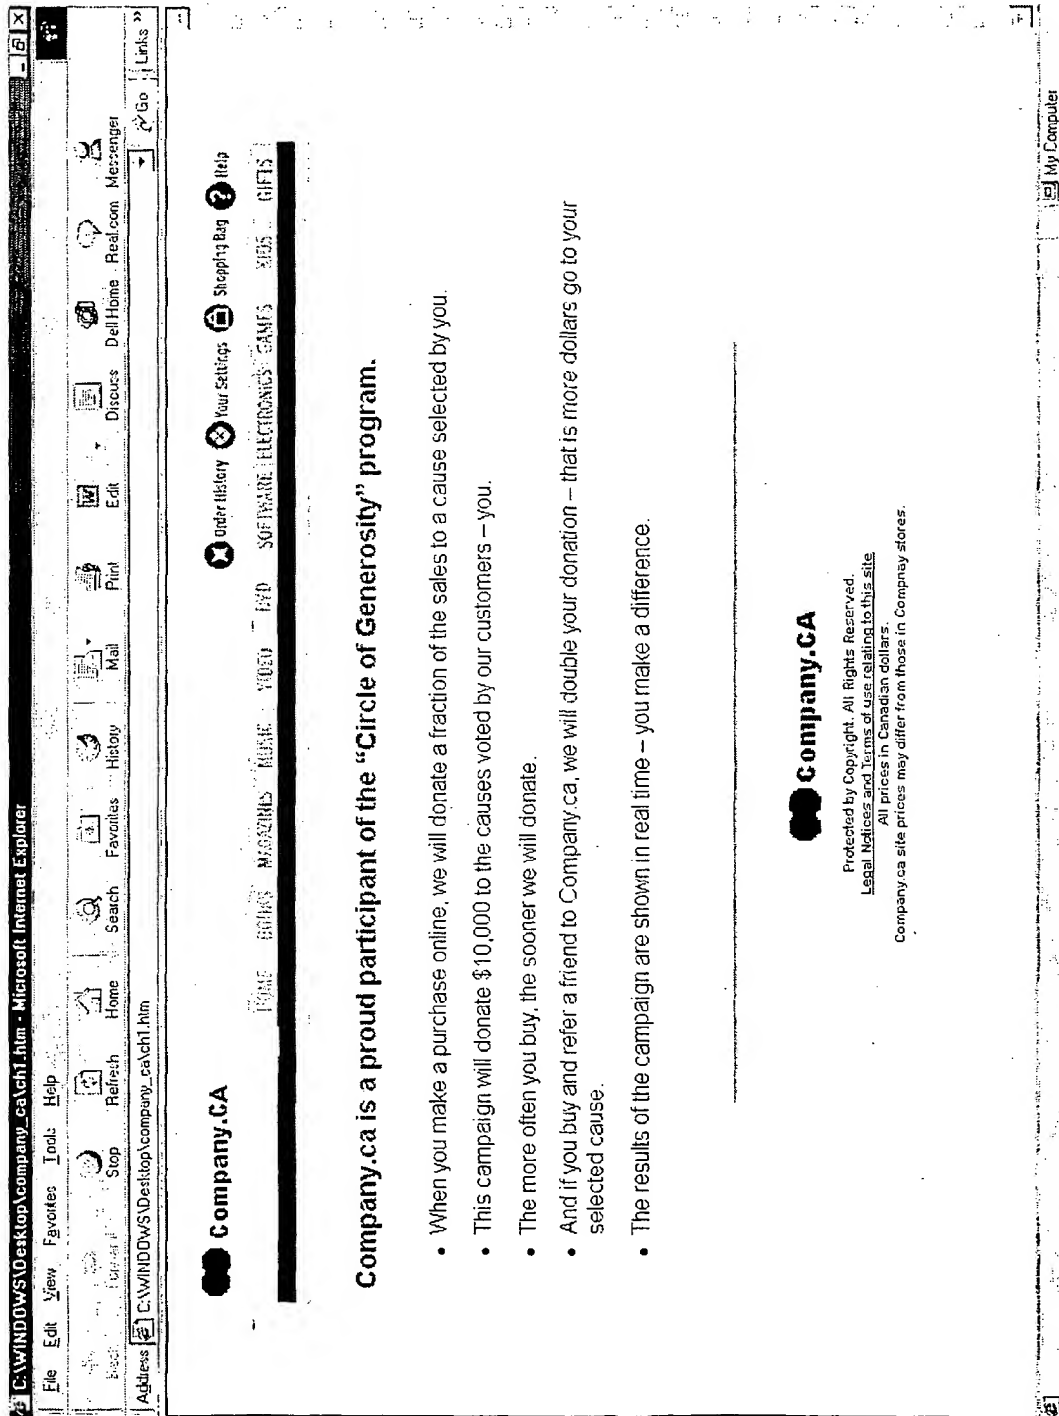 C:\WINDOWS\Desktop\company_ca\ch1.htm - Microsoft Internet Explorer
File Edit View Favorites Tools Help
Back Forward Stop Refresh Home Search Favorites History Mail Print Edit Discuss Dell Home Real.com Messenger
Address C:\WINDOWS\Desktop\company_ca\ch1.htm Go Links »
Company.CA
Order History Your Settings Shopping Bag Help
HOME BOOKS MAGAZINES MUSIC VIDEO DVD SOFTWARE ELECTRONICS GAMES KIDS GIFTS
Company.ca is a proud participant of the “Circle of Generosity” program.
• When you make a purchase online, we will donate a fraction of the sales to a cause selected by you.
• This campaign will donate $10,000 to the causes voted by our customers – you.
• The more often you buy, the sooner we will donate.
• And if you buy and refer a friend to Company.ca, we will double your donation – that is more dollars go to your
selected cause.
• The results of the campaign are shown in real time – you make a difference.
Company.CA
Protected by Copyright. All Rights Reserved.
Legal Notices and Terms of use relating to this site
All prices in Canadian dollars.
Company.ca site prices may differ from those in Compnay stores.
My Computer